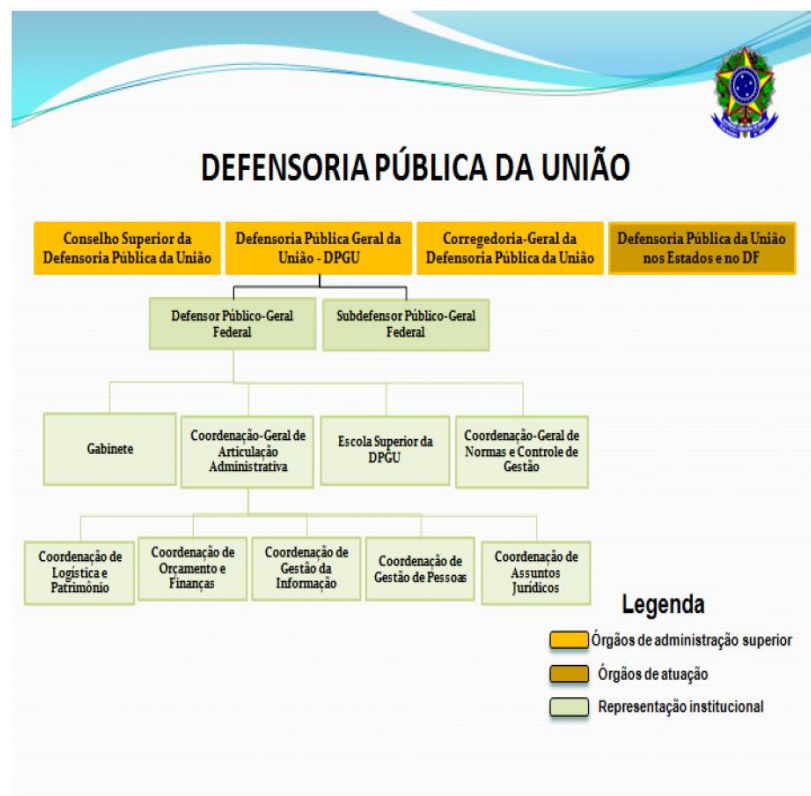 DEFENSORIA PÚBLICA DA UNIÃO
Conselho Superior da
Defensoria Pública da União
Defensoria Pública Geral da
União - DPGU
Corregedoria-Geral da
Defensoria Pública da União
Defensoria Pública da União
nos Estados e no DF
Defensor Público-Geral
Federal
Subdefensor Público-Geral
Federal
Gabinete
Coordenação-Geral de
Articulação
Administrativa
Escola Superior da
DPGU
Coordenação-Geral de
Normas e Controle de
Gestão
Coordenação de
Logística e
Patrimônio
Coordenação de
Orçamento e
Finanças
Coordenação de
Gestão da
Informação
Coordenação de
Gestão de Pessoas
Coordenação de
Assuntos
Jurídicos
Legenda
Órgãos de administração superior
Órgãos de atuação
Representação institucional